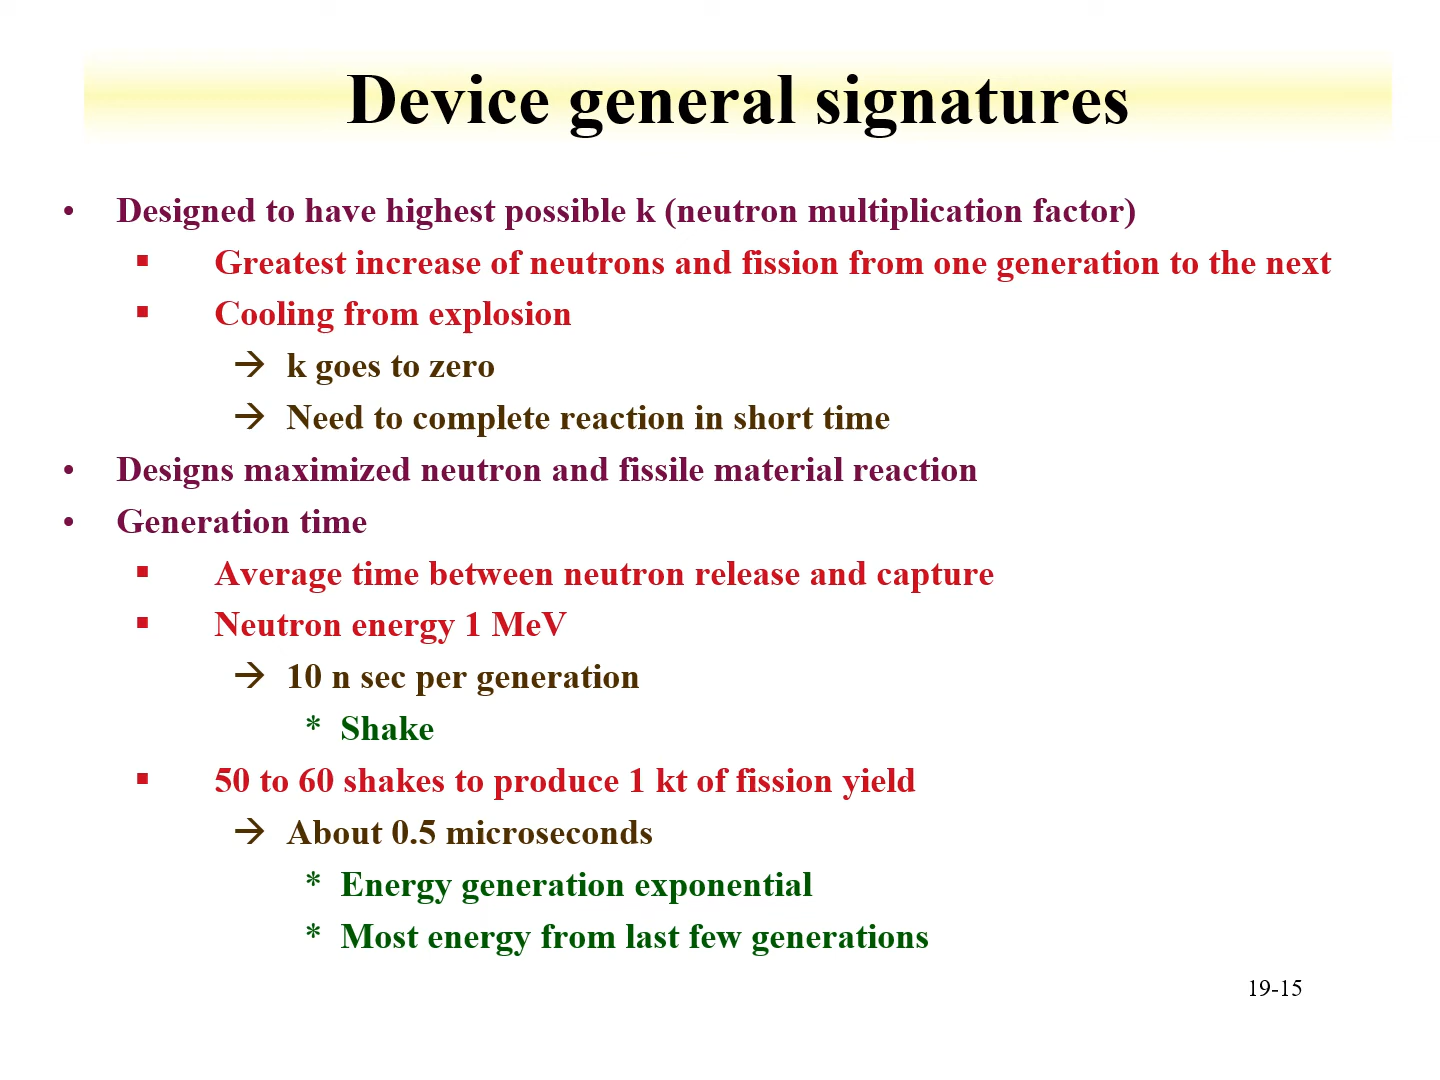 Device general signatures
• Designed to have highest possible k (neutron multiplication factor)
▪ Greatest increase of neutrons and fission from one generation to the next
▪ Cooling from explosion
→ k goes to zero
→ Need to complete reaction in short time
• Designs maximized neutron and fissile material reaction
• Generation time
▪ Average time between neutron release and capture
▪ Neutron energy 1 MeV
→ 10 n sec per generation
* Shake
▪ 50 to 60 shakes to produce 1 kt of fission yield
→ About 0.5 microseconds
* Energy generation exponential
* Most energy from last few generations
19-15